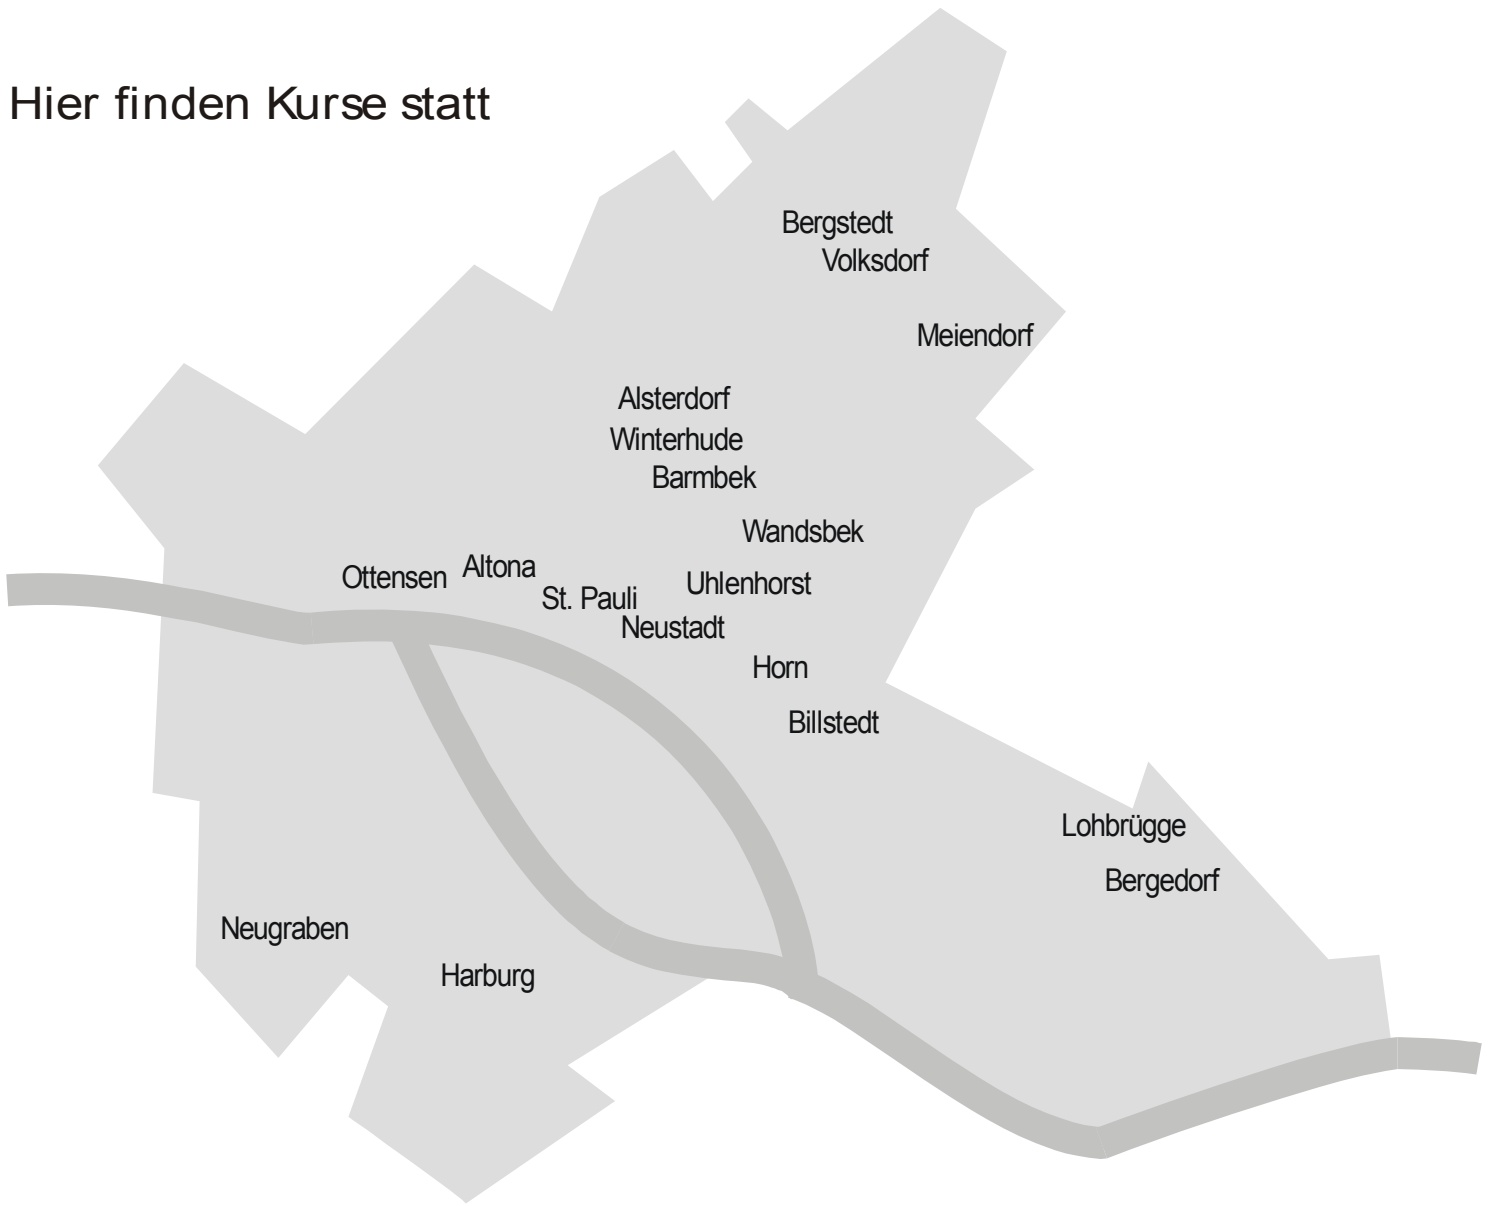 Hier finden Kurse statt
Bergstedt
Volksdorf
Meiendorf
Alsterdorf
Winterhude
Barmbek
Wandsbek
Ottensen
Altona
St. Pauli
Uhlenhorst
Neustadt
Horn
Billstedt
Lohbrügge
Bergedorf
Neugraben
Harburg